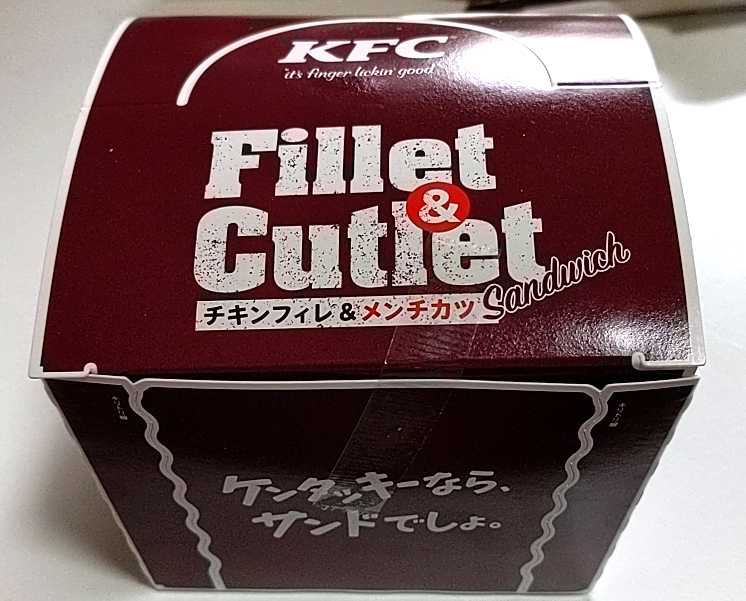 KFC
it's finger lickin' good
Fillet
&
Cutlet
Sandwich
チキンフィレ&メンチカツ
ケンタッキーなら、
サンドでしょ。